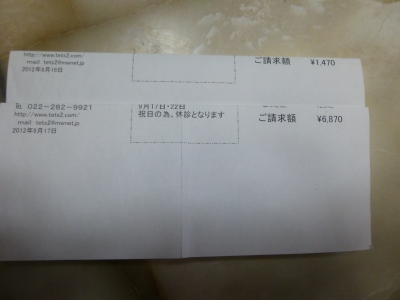 http://www.tets2.com/
mail tets2@msnet.jp
2012年8月16日
ご請求額 ¥1,470
℡ 022-282-9921
http://www.tets2.com/
mail tets2@msnet.jp
2012年8月17日
9月17日・22日
祝日の為、休診となります
ご請求額 ¥6,870